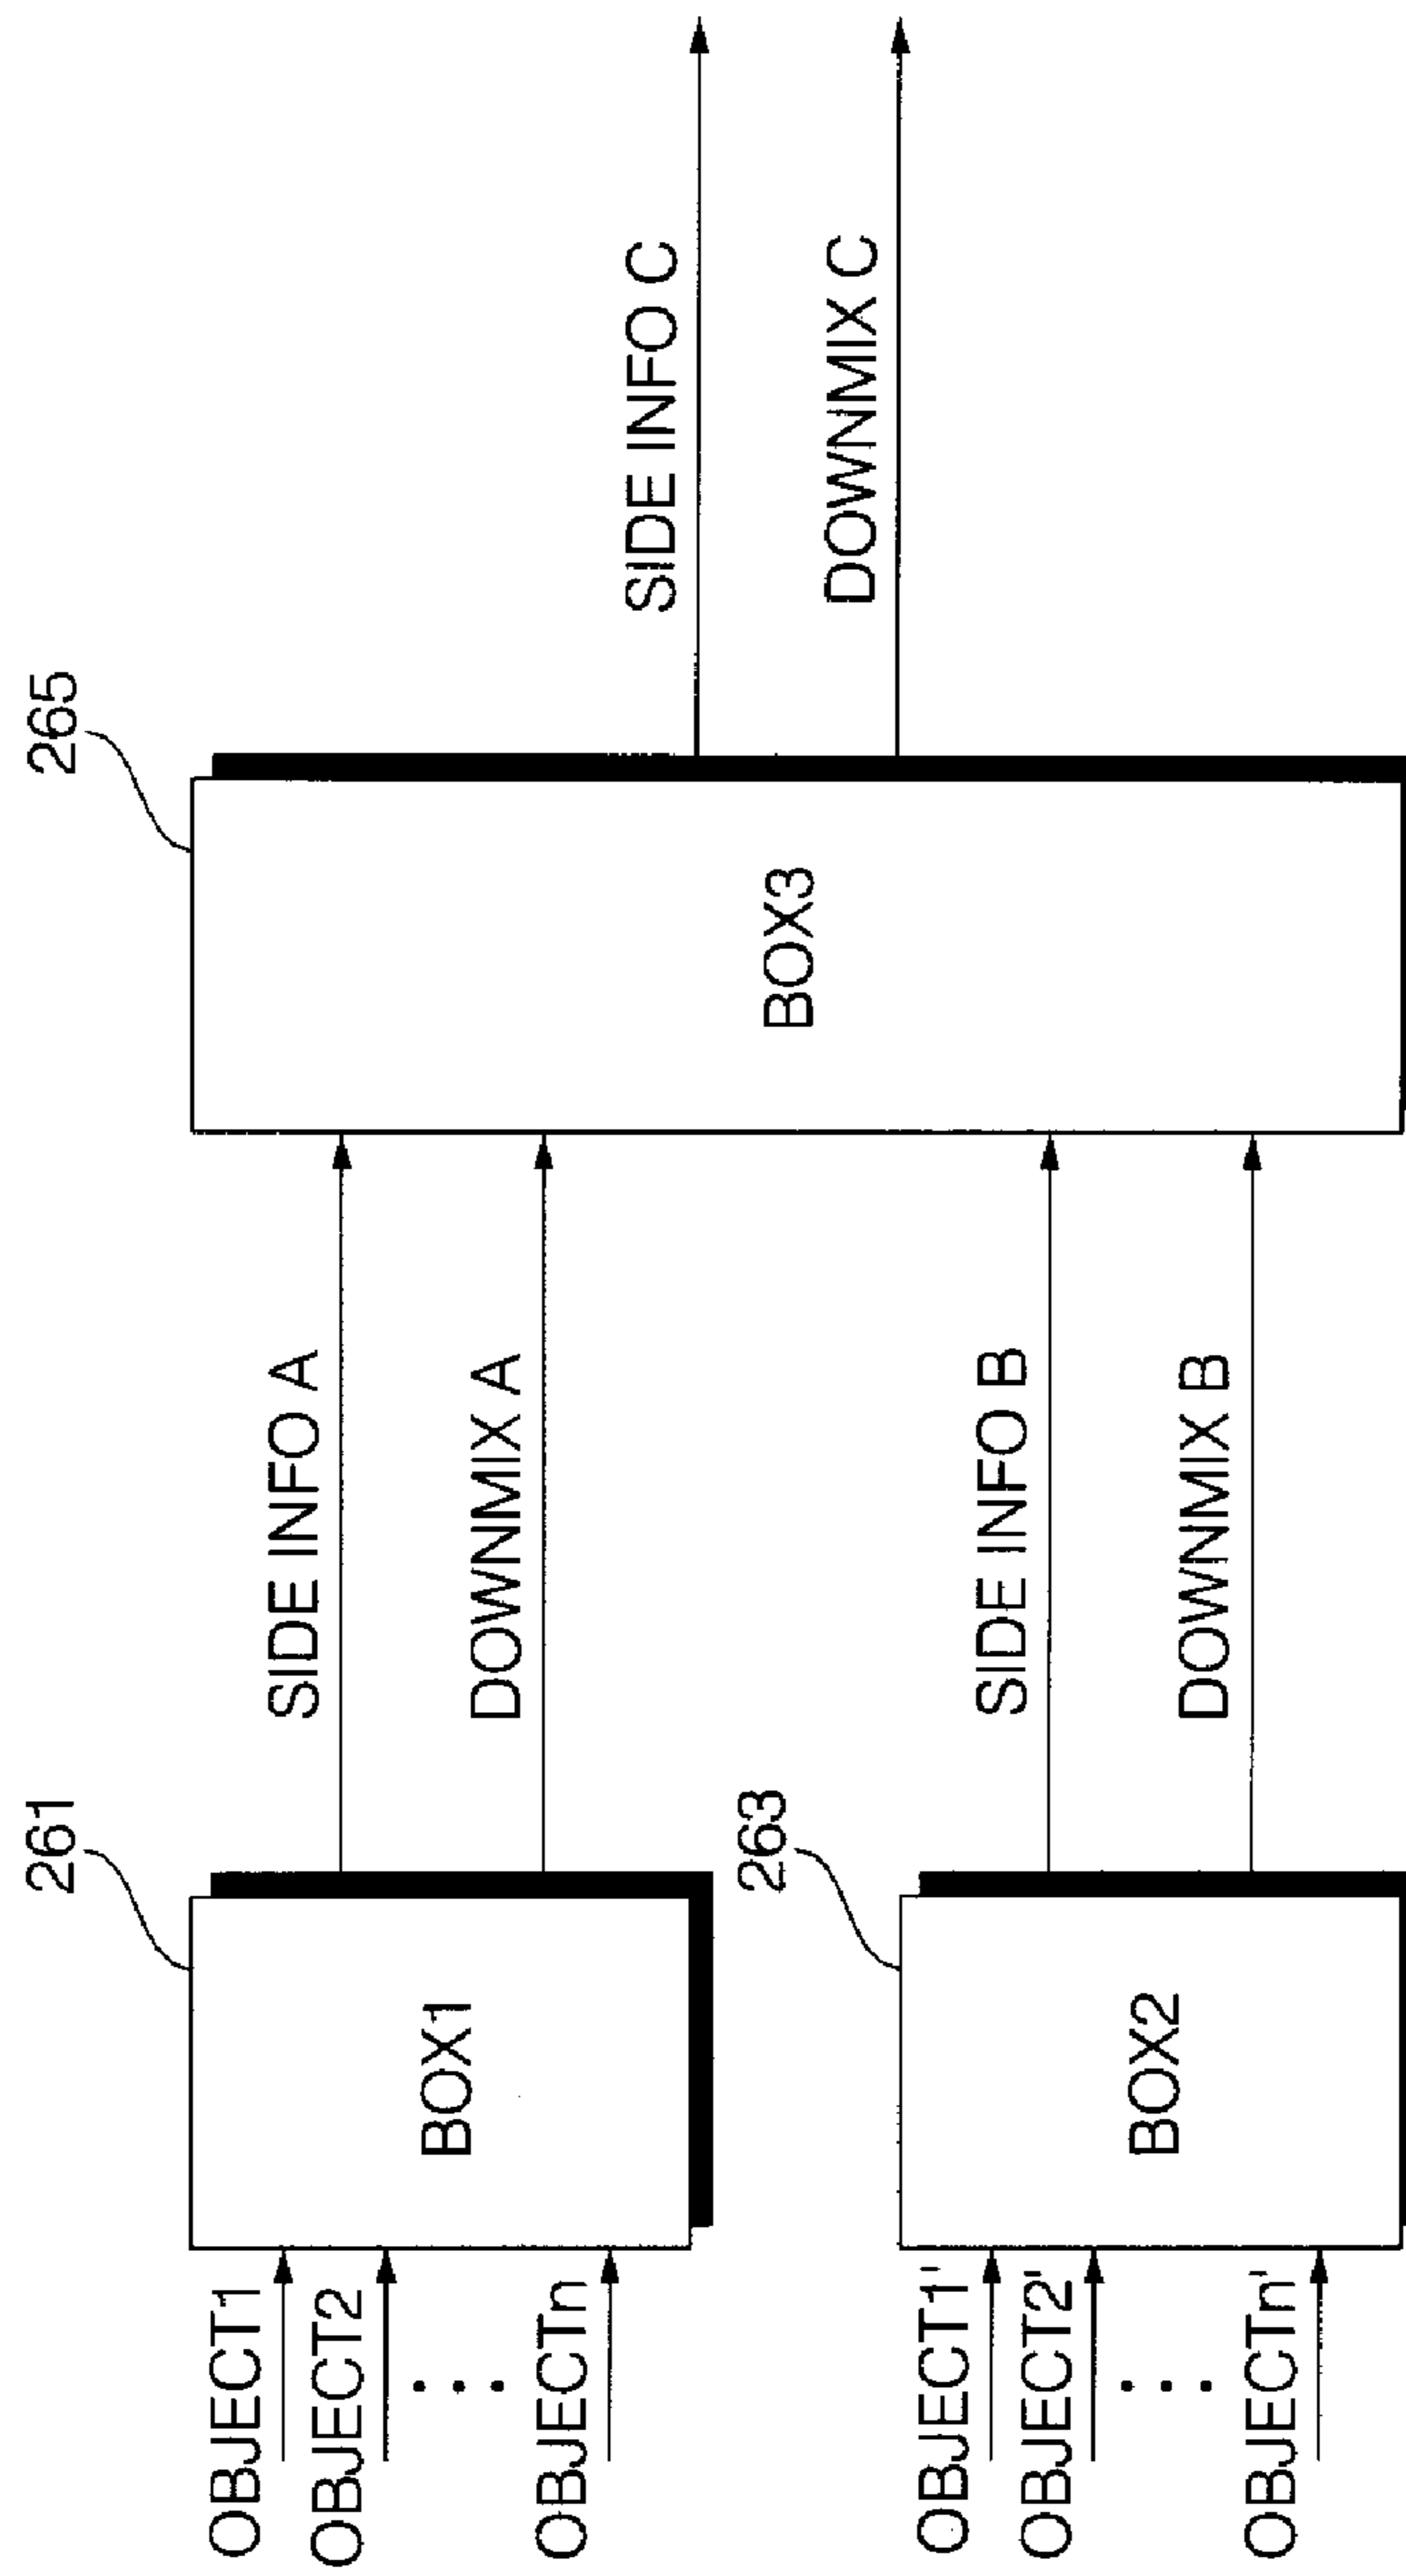 261
OBJECT1
OBJECT2
OBJECTn
BOX1
SIDE INFO A
DOWNMIX A
263
OBJECT1'
OBJECT2'
OBJECTn'
BOX2
SIDE INFO B
DOWNMIX B
265
BOX3
SIDE INFO C
DOWNMIX C